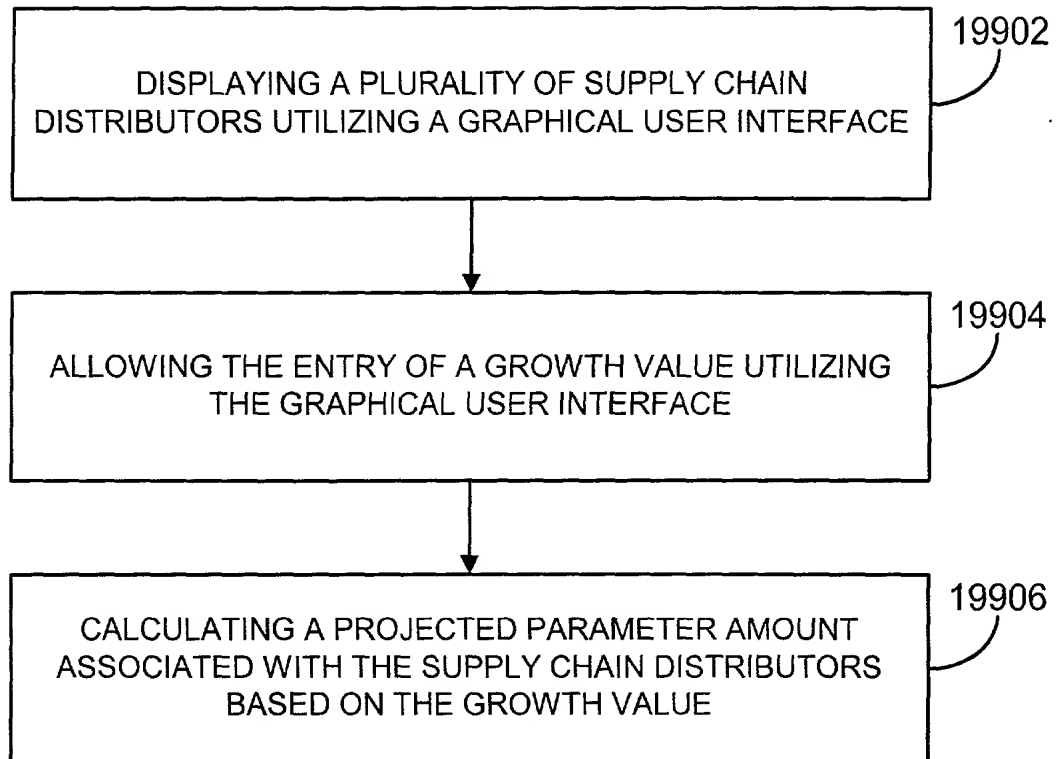 19902
DISPLAYING A PLURALITY OF SUPPLY CHAIN
DISTRIBUTORS UTILIZING A GRAPHICAL USER INTERFACE
19904
ALLOWING THE ENTRY OF A GROWTH VALUE UTILIZING
THE GRAPHICAL USER INTERFACE
19906
CALCULATING A PROJECTED PARAMETER AMOUNT
ASSOCIATED WITH THE SUPPLY CHAIN DISTRIBUTORS
BASED ON THE GROWTH VALUE